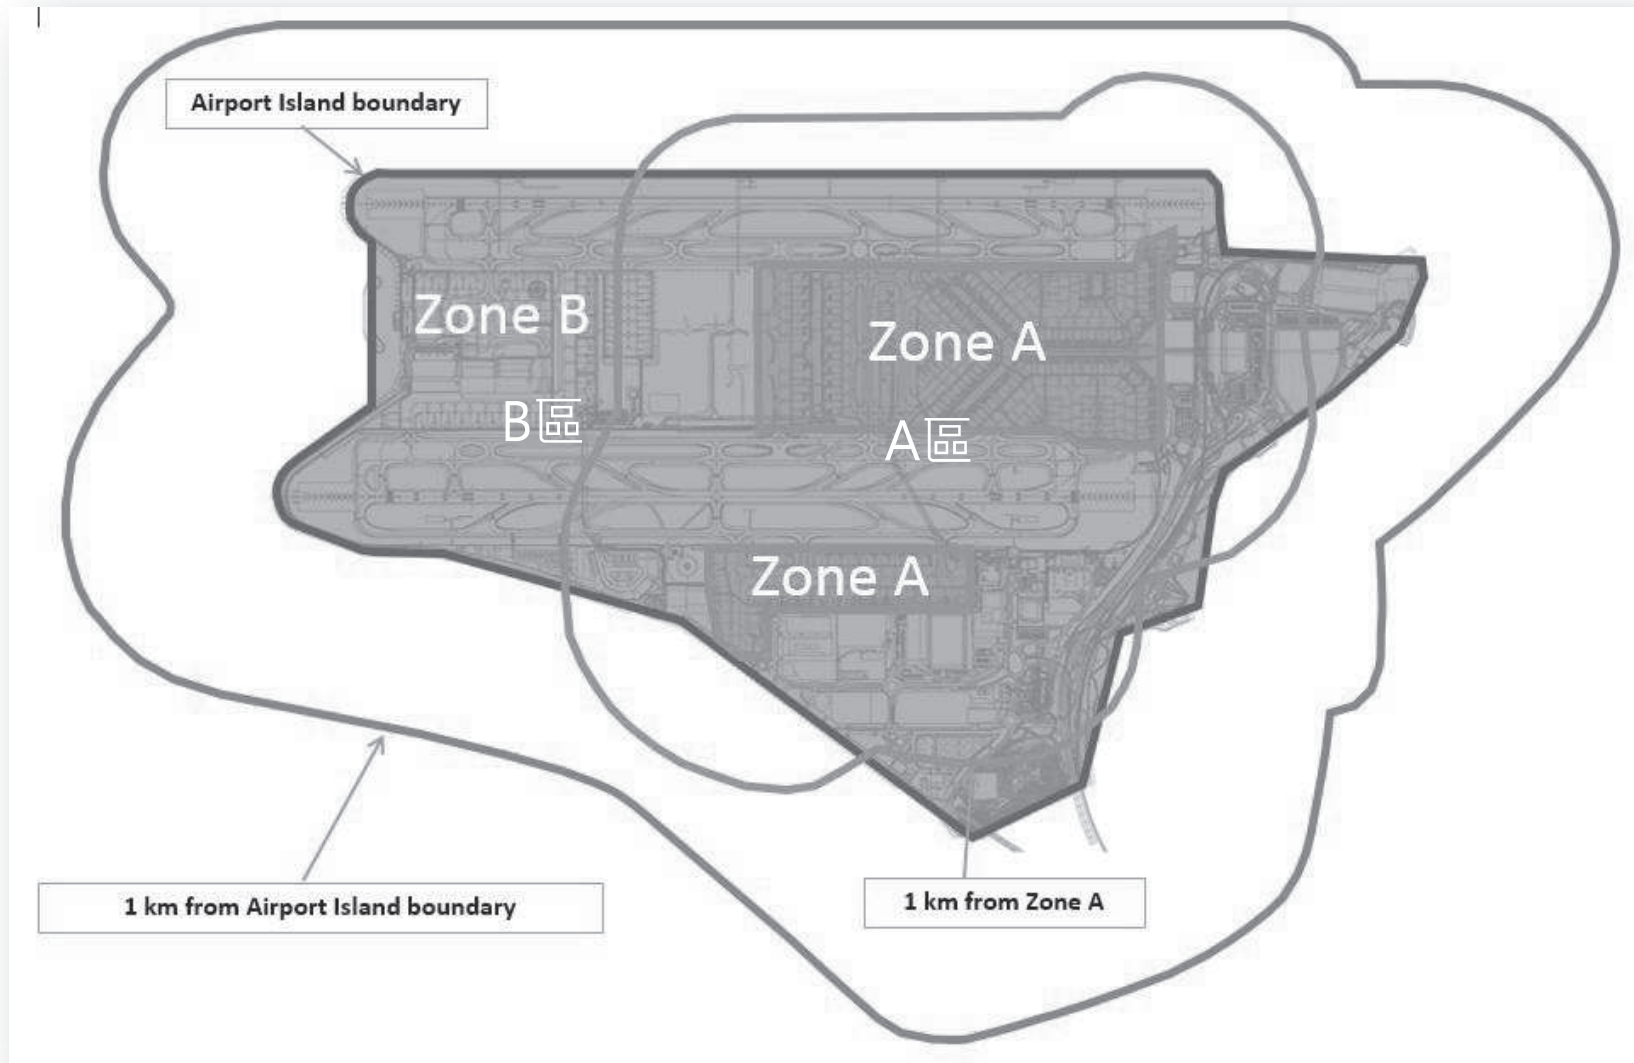 Airport Island boundary
Zone B
Zone A
B區
A區
Zone A
1 km from Airport Island boundary
1 km from Zone A